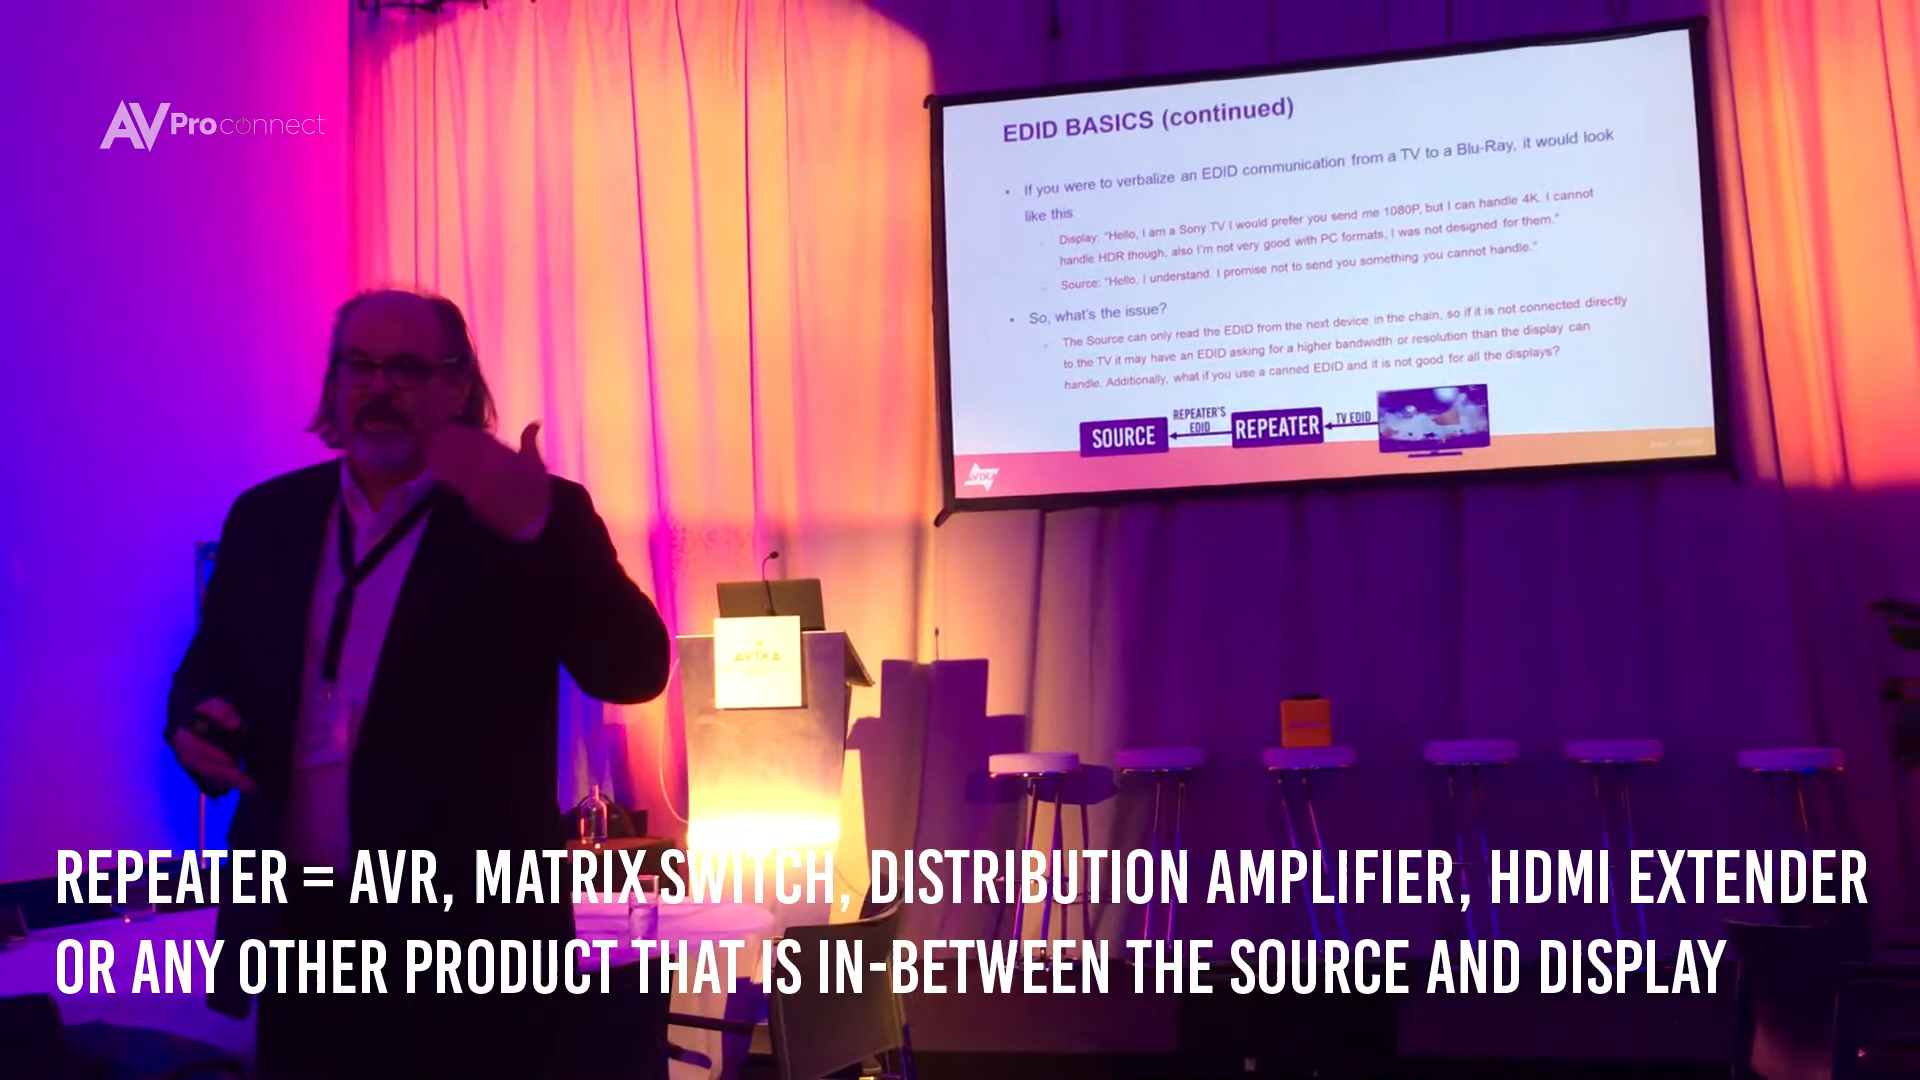 AVProconnect
EDID BASICS (continued)
• If you were to verbalize an EDID communication from a TV to a Blu-Ray, it would look
like this
Display: "Hello, I am a Sony TV I would prefer you send me 1080P, but I can handle 4K. I cannot
handle HDR though, also I'm not very good with PC formats, I was not designed for them."
Source: "Hello, I understand. I promise not to send you something you cannot handle."
• So, what's the issue?
The Source can only read the EDID from the next device in the chain, so if it is not connected directly
to the TV it may have an EDID asking for a higher bandwidth or resolution than the display can
handle. Additionally, what if you use a canned EDID and it is not good for all the displays?
SOURCE
REPEATER'S
EDID
REPEATER
TV EDID
AVIXA
AVIXA
REPEATER = AVR, MATRIX SWITCH, DISTRIBUTION AMPLIFIER, HDMI EXTENDER
OR ANY OTHER PRODUCT THAT IS IN-BETWEEN THE SOURCE AND DISPLAY